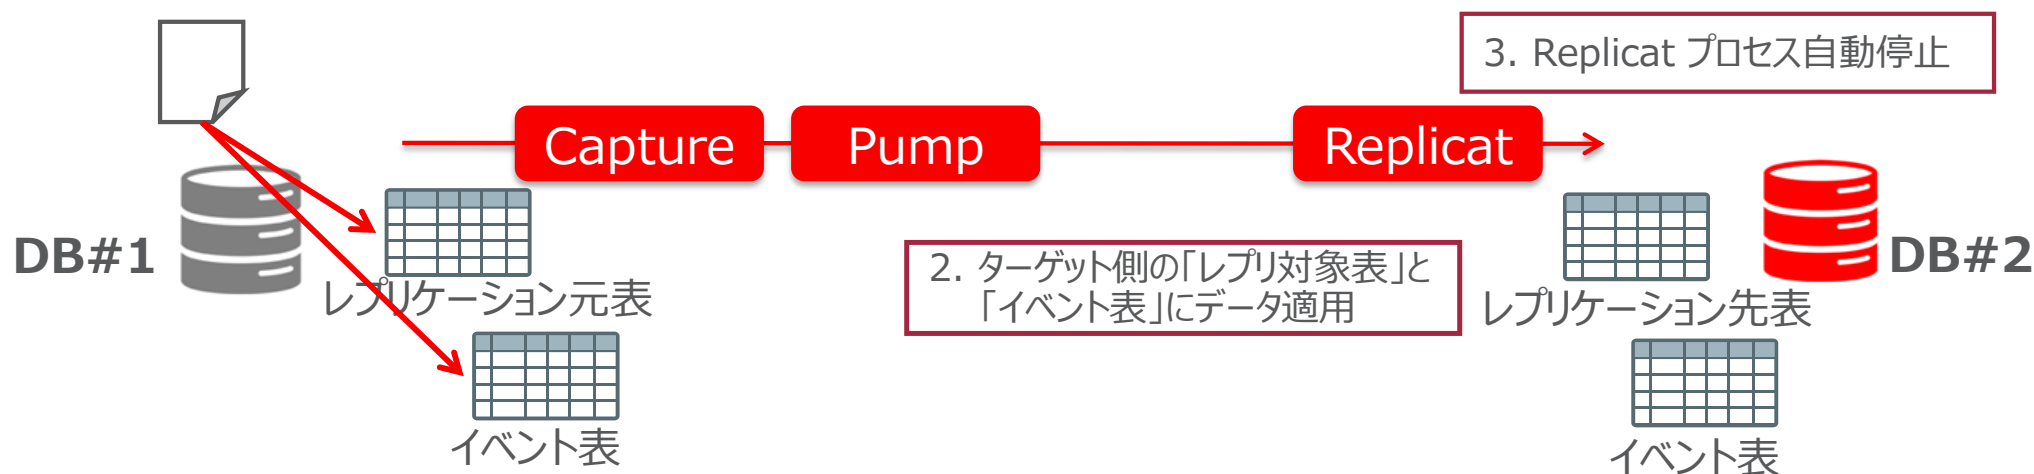 3. Replicat プロセス自動停止
Capture
Pump
Replicat
DB#1
DB#2
レプリケーション元表
2. ターゲット側の「レプリ対象表」と
「イベント表」にデータ適用
レプリケーション先表
イベント表
イベント表